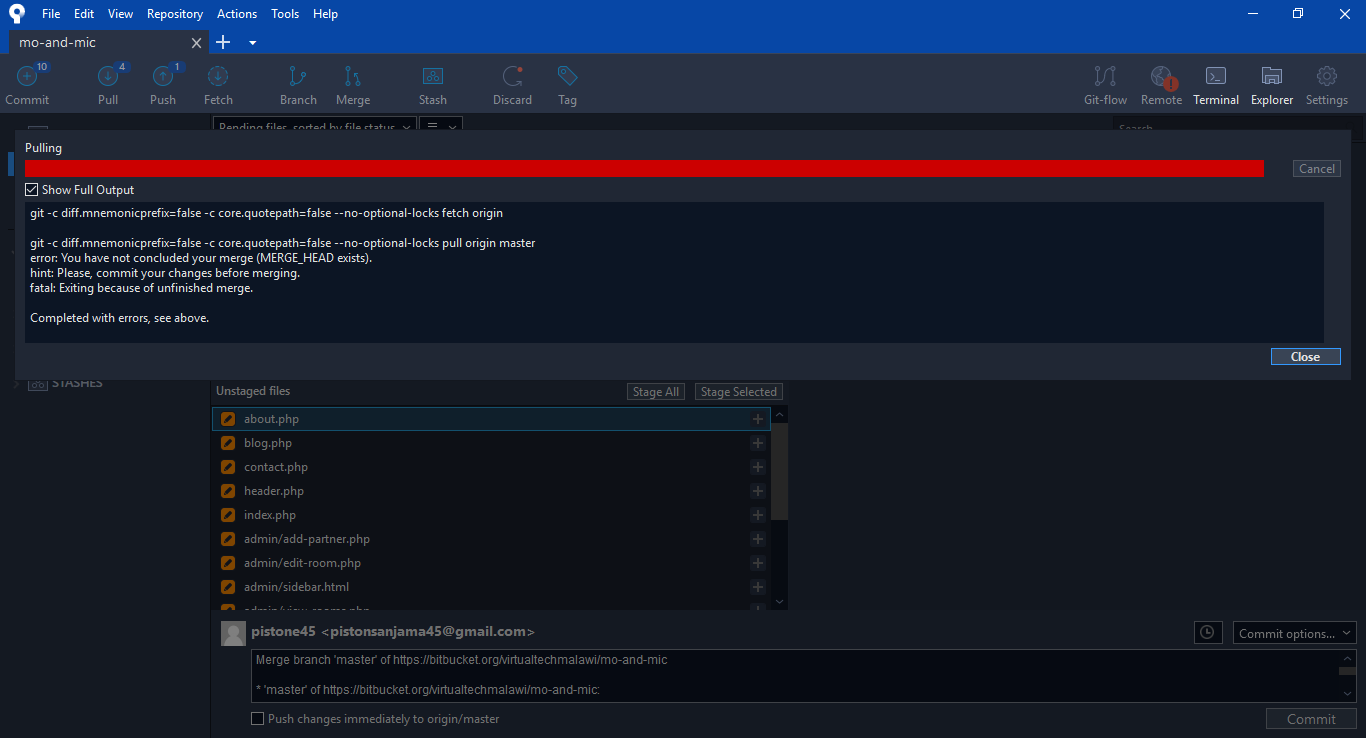 File Edit View Repository Actions Tools Help
mo-and-mic
10 4 1
Commit Pull Push Fetch Branch Merge Stash Discard Tag Git-flow Remote Terminal Explorer Settings
Pending files, sorted by file status
Search
Pulling
Cancel
Show Full Output
git -c diff.mnemonicprefix=false -c core.quotepath=false --no-optional-locks fetch origin
git -c diff.mnemonicprefix=false -c core.quotepath=false --no-optional-locks pull origin master
error: You have not concluded your merge (MERGE_HEAD exists).
hint: Please, commit your changes before merging.
fatal: Exiting because of unfinished merge.
Completed with errors, see above.
Close
STASHES
Unstaged files Stage All Stage Selected
about.php
blog.php
contact.php
header.php
index.php
admin/add-partner.php
admin/edit-room.php
admin/sidebar.html
admin/view-rooms.php
pistone45 <pistonsanjama45@gmail.com>
Commit options...
Merge branch 'master' of https://bitbucket.org/virtualtechmalawi/mo-and-mic
* 'master' of https://bitbucket.org/virtualtechmalawi/mo-and-mic:
Push changes immediately to origin/master
Commit